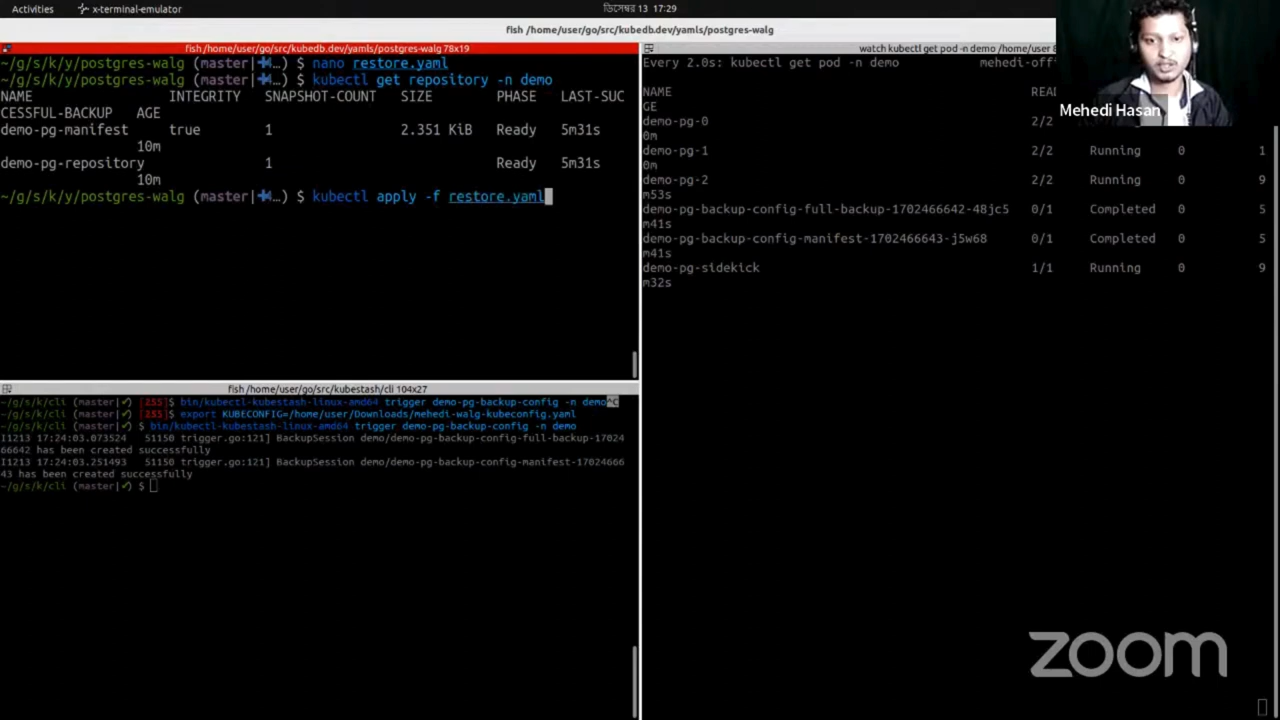 Activities
x-terminal-emulator
ডিসেম্বর 13 17:29
fish /home/user/go/src/kubedb.dev/yamls/postgres-walg
fish /home/user/go/src/kubedb.dev/yamls/postgres-walg 78x19
~/g/s/k/y/postgres-walg (master|✚4…) $ nano restore.yaml
~/g/s/k/y/postgres-walg (master|✚4…) $ kubectl get repository -n demo
NAME INTEGRITY SNAPSHOT-COUNT SIZE PHASE LAST-SUC
CESSFUL-BACKUP AGE
demo-pg-manifest true 1 2.351 KiB Ready 5m31s
10m
demo-pg-repository 1 Ready 5m31s
10m
~/g/s/k/y/postgres-walg (master|✚4…) $ kubectl apply -f restore.yaml
fish /home/user/go/src/kubestash/cli 104x27
~/g/s/k/cli (master|✔) [255]$ bin/kubectl-kubestash-linux-amd64 trigger demo-pg-backup-config -n demo^C
~/g/s/k/cli (master|✔) [255]$ export KUBECONFIG=/home/user/Downloads/mehedi-walg-kubeconfig.yaml
~/g/s/k/cli (master|✔) $ bin/kubectl-kubestash-linux-amd64 trigger demo-pg-backup-config -n demo
I1213 17:24:03.073524 51150 trigger.go:121] BackupSession demo/demo-pg-backup-config-full-backup-17024
66642 has been created successfully
I1213 17:24:03.251493 51150 trigger.go:121] BackupSession demo/demo-pg-backup-config-manifest-17024666
43 has been created successfully
~/g/s/k/cli (master|✔) $
watch kubectl get pod -n demo /home/user 8
Every 2.0s: kubectl get pod -n demo mehedi-off
NAME REA
GE
demo-pg-0 2/2
0m
demo-pg-1 2/2 Running 0 1
0m
demo-pg-2 2/2 Running 0 9
m53s
demo-pg-backup-config-full-backup-1702466642-48jc5 0/1 Completed 0 5
m41s
demo-pg-backup-config-manifest-1702466643-j5w68 0/1 Completed 0 5
m41s
demo-pg-sidekick 1/1 Running 0 9
m32s
Mehedi Hasan
zoom